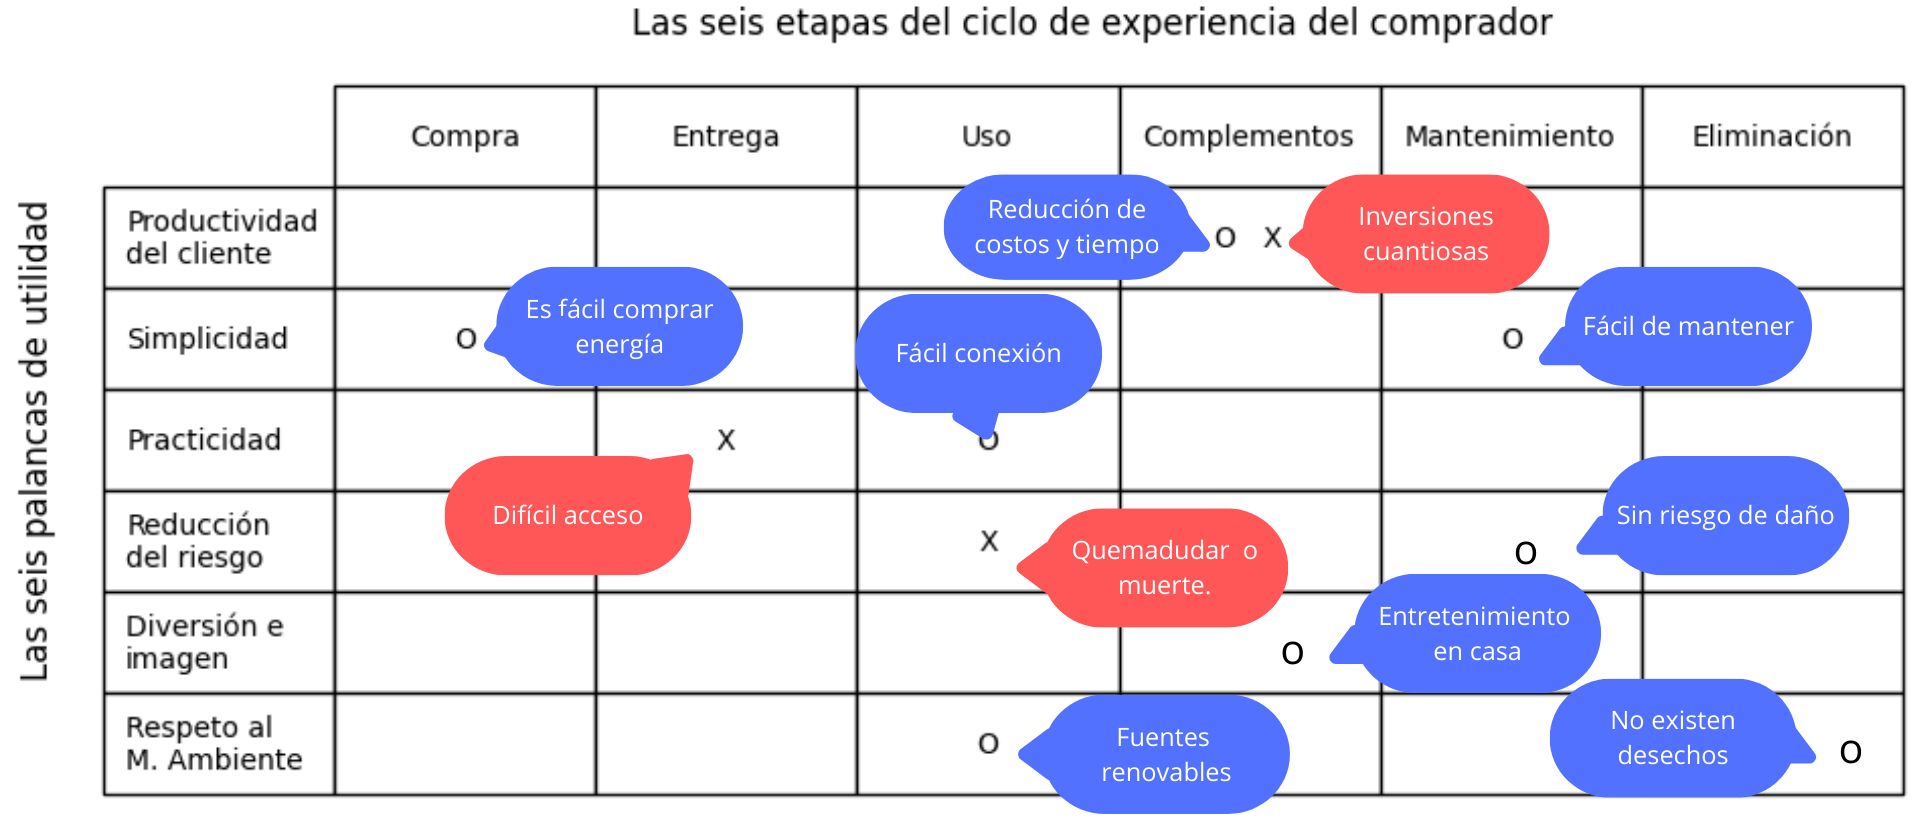 Las seis etapas del ciclo de experiencia del comprador
Compra Entrega Uso Complementos Mantenimiento Eliminación
Las seis palancas de utilidad
Productividad
del cliente
Reducción de
costos y tiempo
O X
Inversiones
cuantiosas
Simplicidad
O
Es fácil comprar
energía
Fácil conexión
O
Fácil de mantener
Practicidad
X
O
Difícil acceso
Reducción
del riesgo
X
Quemadudar o
muerte.
O
Sin riesgo de daño
Diversión e
imagen
O
Entretenimiento
en casa
Respeto al
M. Ambiente
O
Fuentes
renovables
No existen
desechos
O